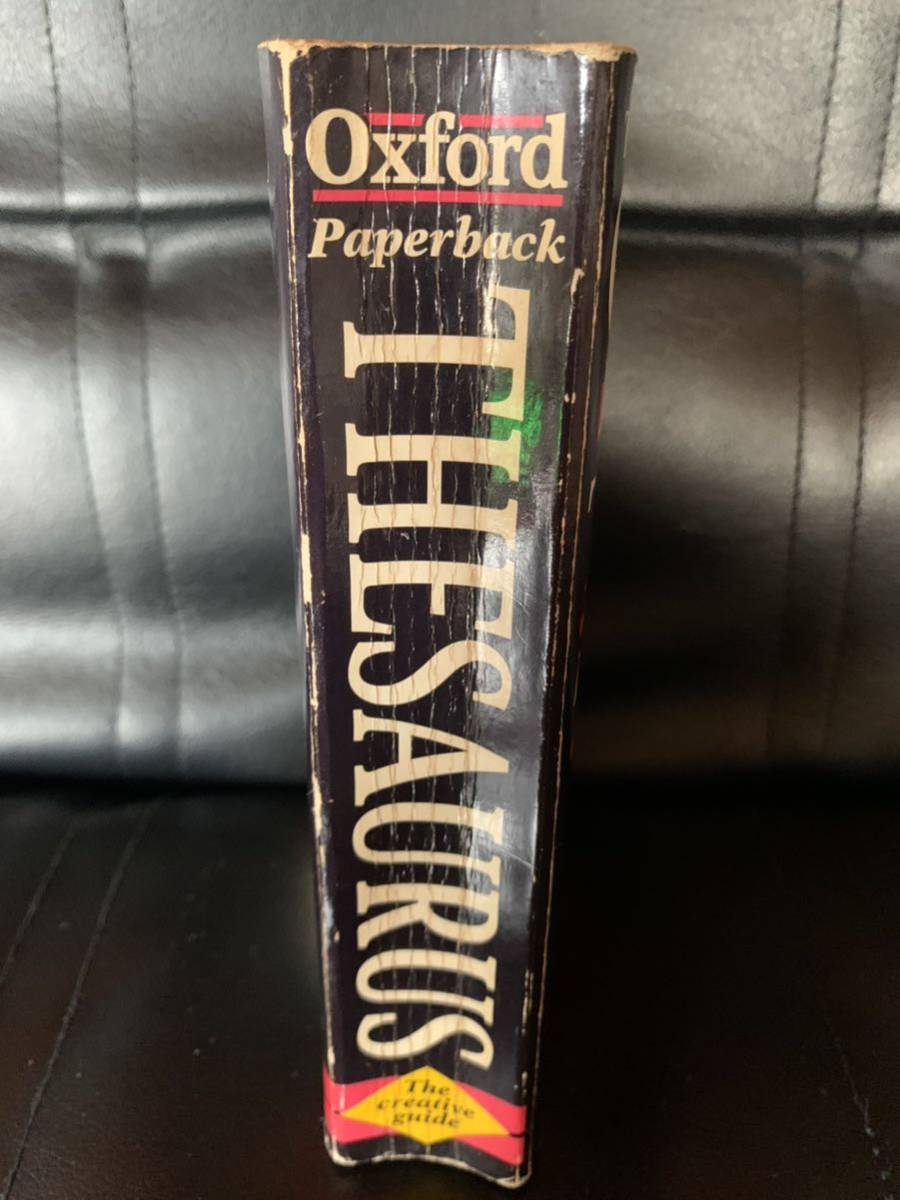 Oxford
Paperback
THESAURUS
The
creative
guide